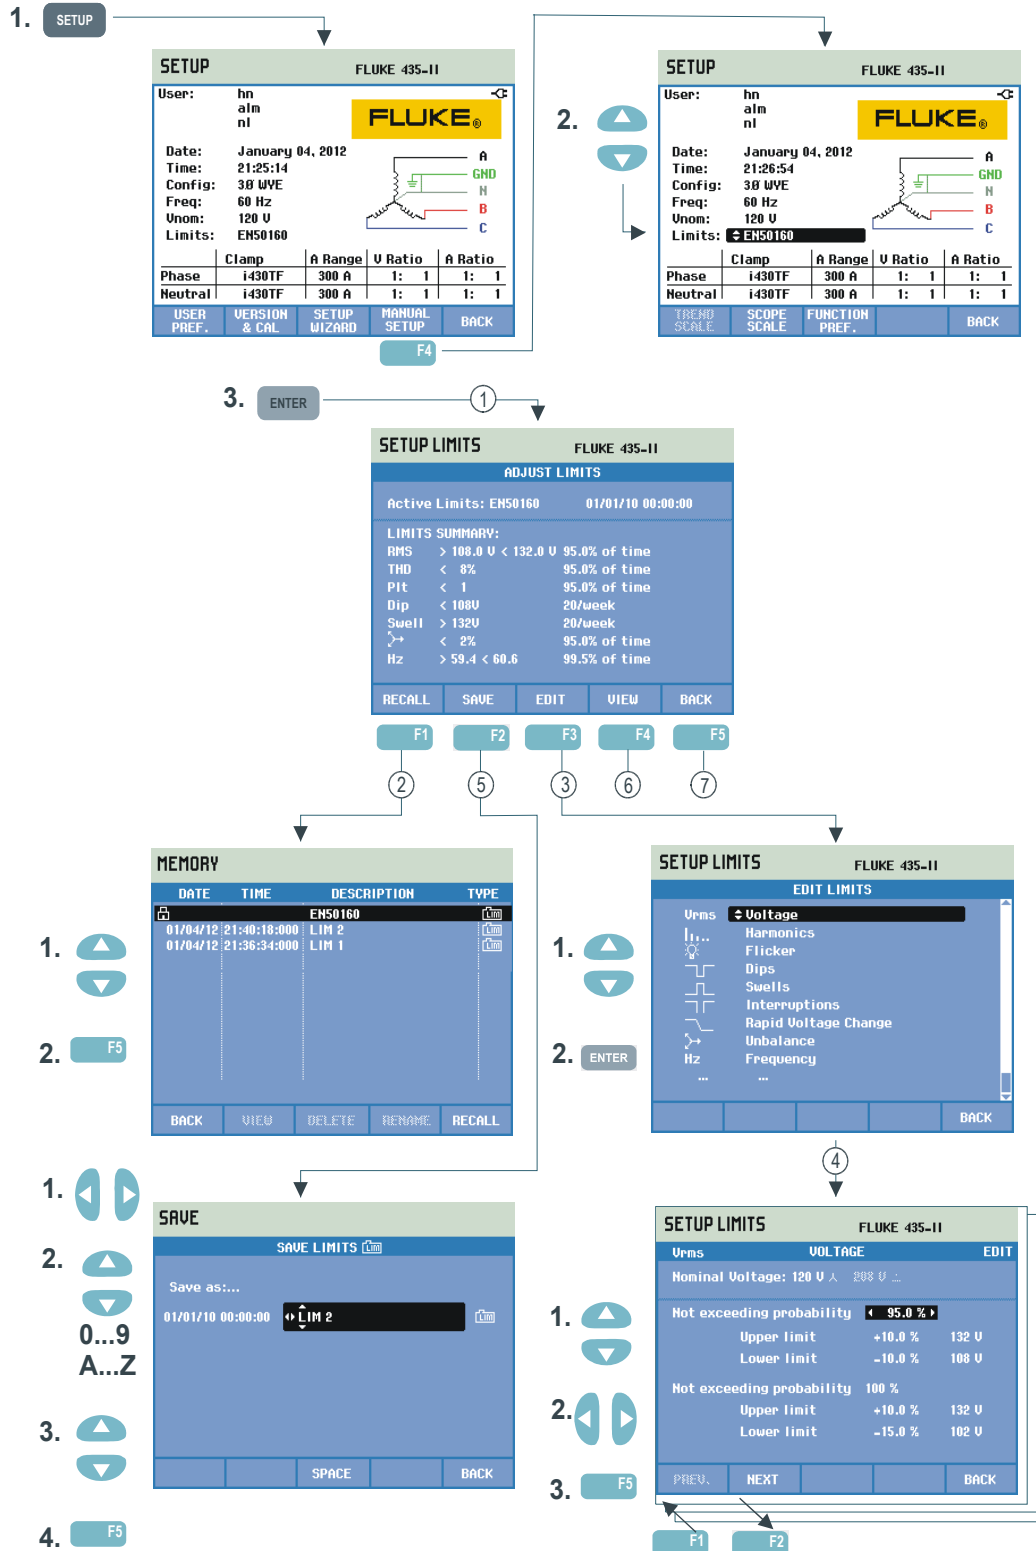 1. SETUP
SETUP FLUKE 435-II
User: hn
alm
nl
FLUKE®
Date: January 04, 2012
Time: 21:25:14
Config: 3Ø WYE
Freq: 60 Hz
Vnom: 120 V
Limits: EN50160
A
GND
N
B
C
Clamp A Range V Ratio A Ratio
Phase i430TF 300 A 1: 1 1: 1
Neutral i430TF 300 A 1: 1 1: 1
USER PREF. VERSION & CAL SETUP WIZARD MANUAL SETUP BACK
F4
2.
SETUP FLUKE 435-II
User: hn
alm
nl
FLUKE®
Date: January 04, 2012
Time: 21:26:54
Config: 3Ø WYE
Freq: 60 Hz
Vnom: 120 V
Limits: EN50160
A
GND
N
B
C
Clamp A Range V Ratio A Ratio
Phase i430TF 300 A 1: 1 1: 1
Neutral i430TF 300 A 1: 1 1: 1
TREND SCALE SCOPE SCALE FUNCTION PREF. BACK
3. ENTER 1
SETUP LIMITS FLUKE 435-II
ADJUST LIMITS
Active Limits: EN50160 01/01/10 00:00:00
LIMITS SUMMARY:
RMS > 108.0 V < 132.0 V 95.0% of time
THD < 8% 95.0% of time
Plt < 1 95.0% of time
Dip < 108V 20/week
Swell > 132V 20/week
< 2% 95.0% of time
Hz > 59.4 < 60.6 99.5% of time
RECALL SAVE EDIT VIEW BACK
F1 F2 F3 F4 F5
2 5 3 6 7
MEMORY
DATE TIME DESCRIPTION TYPE
EN50160 Lim
01/04/12 21:40:18:000 LIM 2 Lim
01/04/12 21:36:34:000 LIM 1 Lim
BACK VIEW DELETE RENAME RECALL
1.
2. F5
SETUP LIMITS FLUKE 435-II
EDIT LIMITS
Vrms Voltage
Harmonics
Flicker
Dips
Swells
Interruptions
Rapid Voltage Change
Unbalance
Hz Frequency
... ...
BACK
1.
2. ENTER
4
1.
2.
0...9
A...Z
3.
4. F5
SAVE
SAVE LIMITS Lim
Save as:...
01/01/10 00:00:00 LIM 2 Lim
SPACE BACK
SETUP LIMITS FLUKE 435-II
Vrms VOLTAGE EDIT
Nominal Voltage: 120 V 208 V
Not exceeding probability 95.0 %
Upper limit +10.0 % 132 V
Lower limit -10.0 % 108 V
Not exceeding probability 100 %
Upper limit +10.0 % 132 V
Lower limit -15.0 % 102 V
PREV. NEXT BACK
1.
2.
3. F5
F1 F2